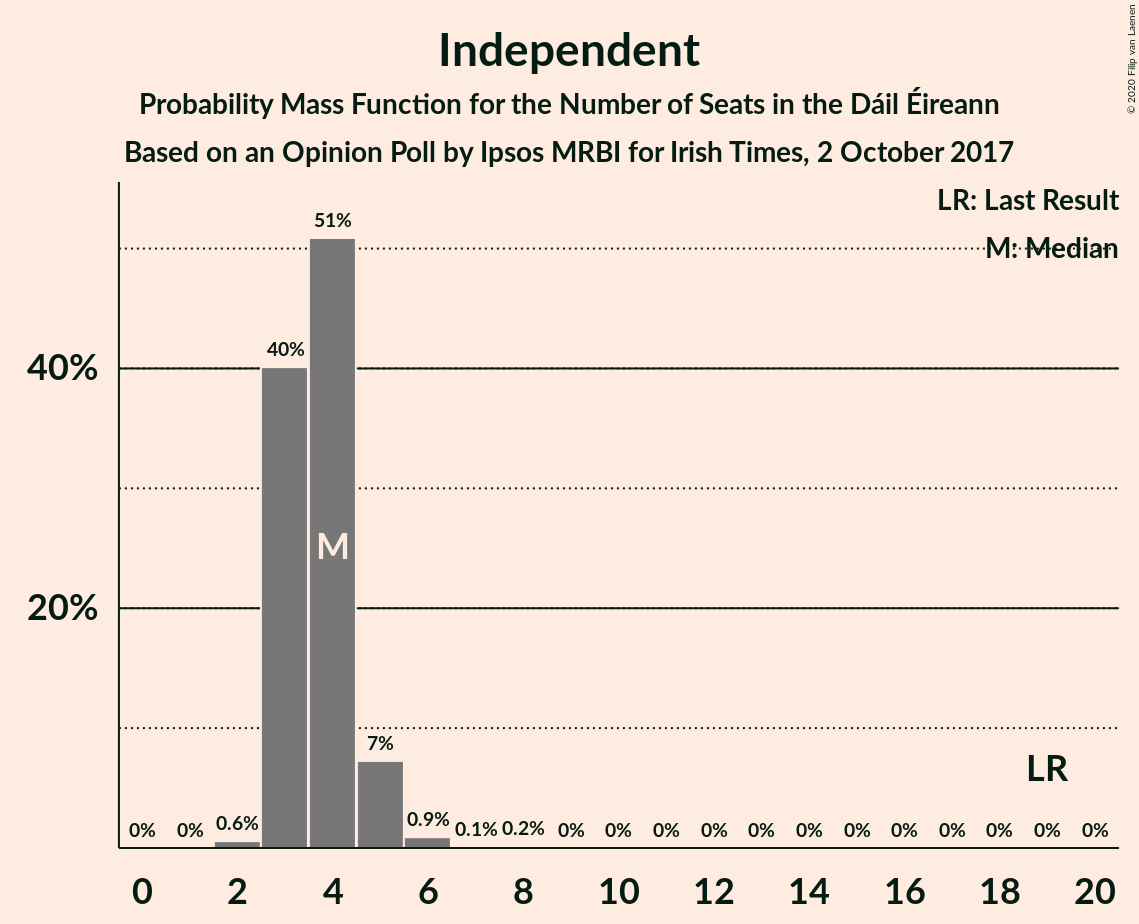 Independent
Probability Mass Function for the Number of Seats in the Dáil Éireann
Based on an Opinion Poll by Ipsos MRBI for Irish Times, 2 October 2017
© 2020 Filip van Laenen
LR: Last Result
M: Median
51%
40%
40%
M
20%
7%
LR
0% 0% 0.6% 0.9% 0.1% 0.2% 0% 0% 0% 0% 0% 0% 0% 0% 0% 0% 0% 0%
0 2 4 6 8 10 12 14 16 18 20